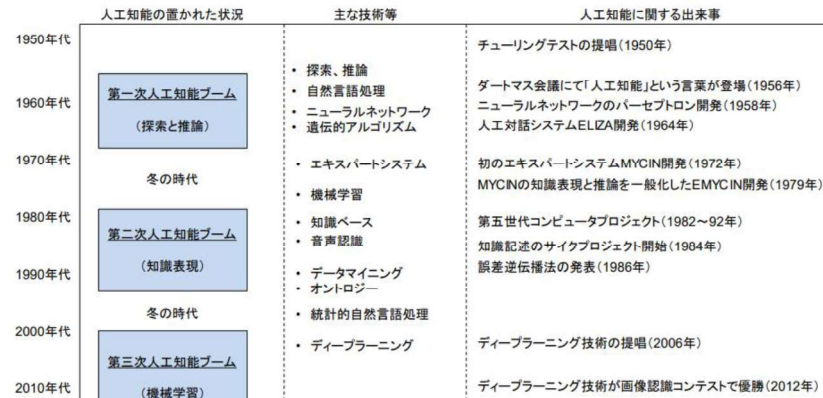 人工知能の置かれた状況 主な技術等 人工知能に関する出来事
1950年代
チューリングテストの提唱(1950年)
・ 探索、推論
第一次人工知能ブーム
・ 自然言語処理
ダートマス会議にて「人工知能」という言葉が登場(1956年)
1960年代
・ ニューラルネットワーク
ニューラルネットワークのパーセプトロン開発(1958年)
(探索と推論)
・ 遺伝的アルゴリズム
人工対話システムELIZA開発(1964年)
1970年代
・ エキスパートシステム
初のエキスパートシステムMYCIN開発(1972年)
冬の時代
・ 機械学習
MYCINの知識表現と推論を一般化したEMYCIN開発(1979年)
1980年代
・ 知識ベース
第五世代コンピュータプロジェクト(1982~92年)
第二次人工知能ブーム
・ 音声認識
知識記述のサイクプロジェクト開始(1984年)
(知識表現)
1990年代
・ データマイニング
誤差逆伝播法の発表(1986年)
・ オントロジー
冬の時代
・ 統計的自然言語処理
2000年代
・ ディープラーニング
ディープラーニング技術の提唱(2006年)
第三次人工知能ブーム
2010年代
(機械学習)
ディープラーニング技術が画像認識コンテストで優勝(2012年)